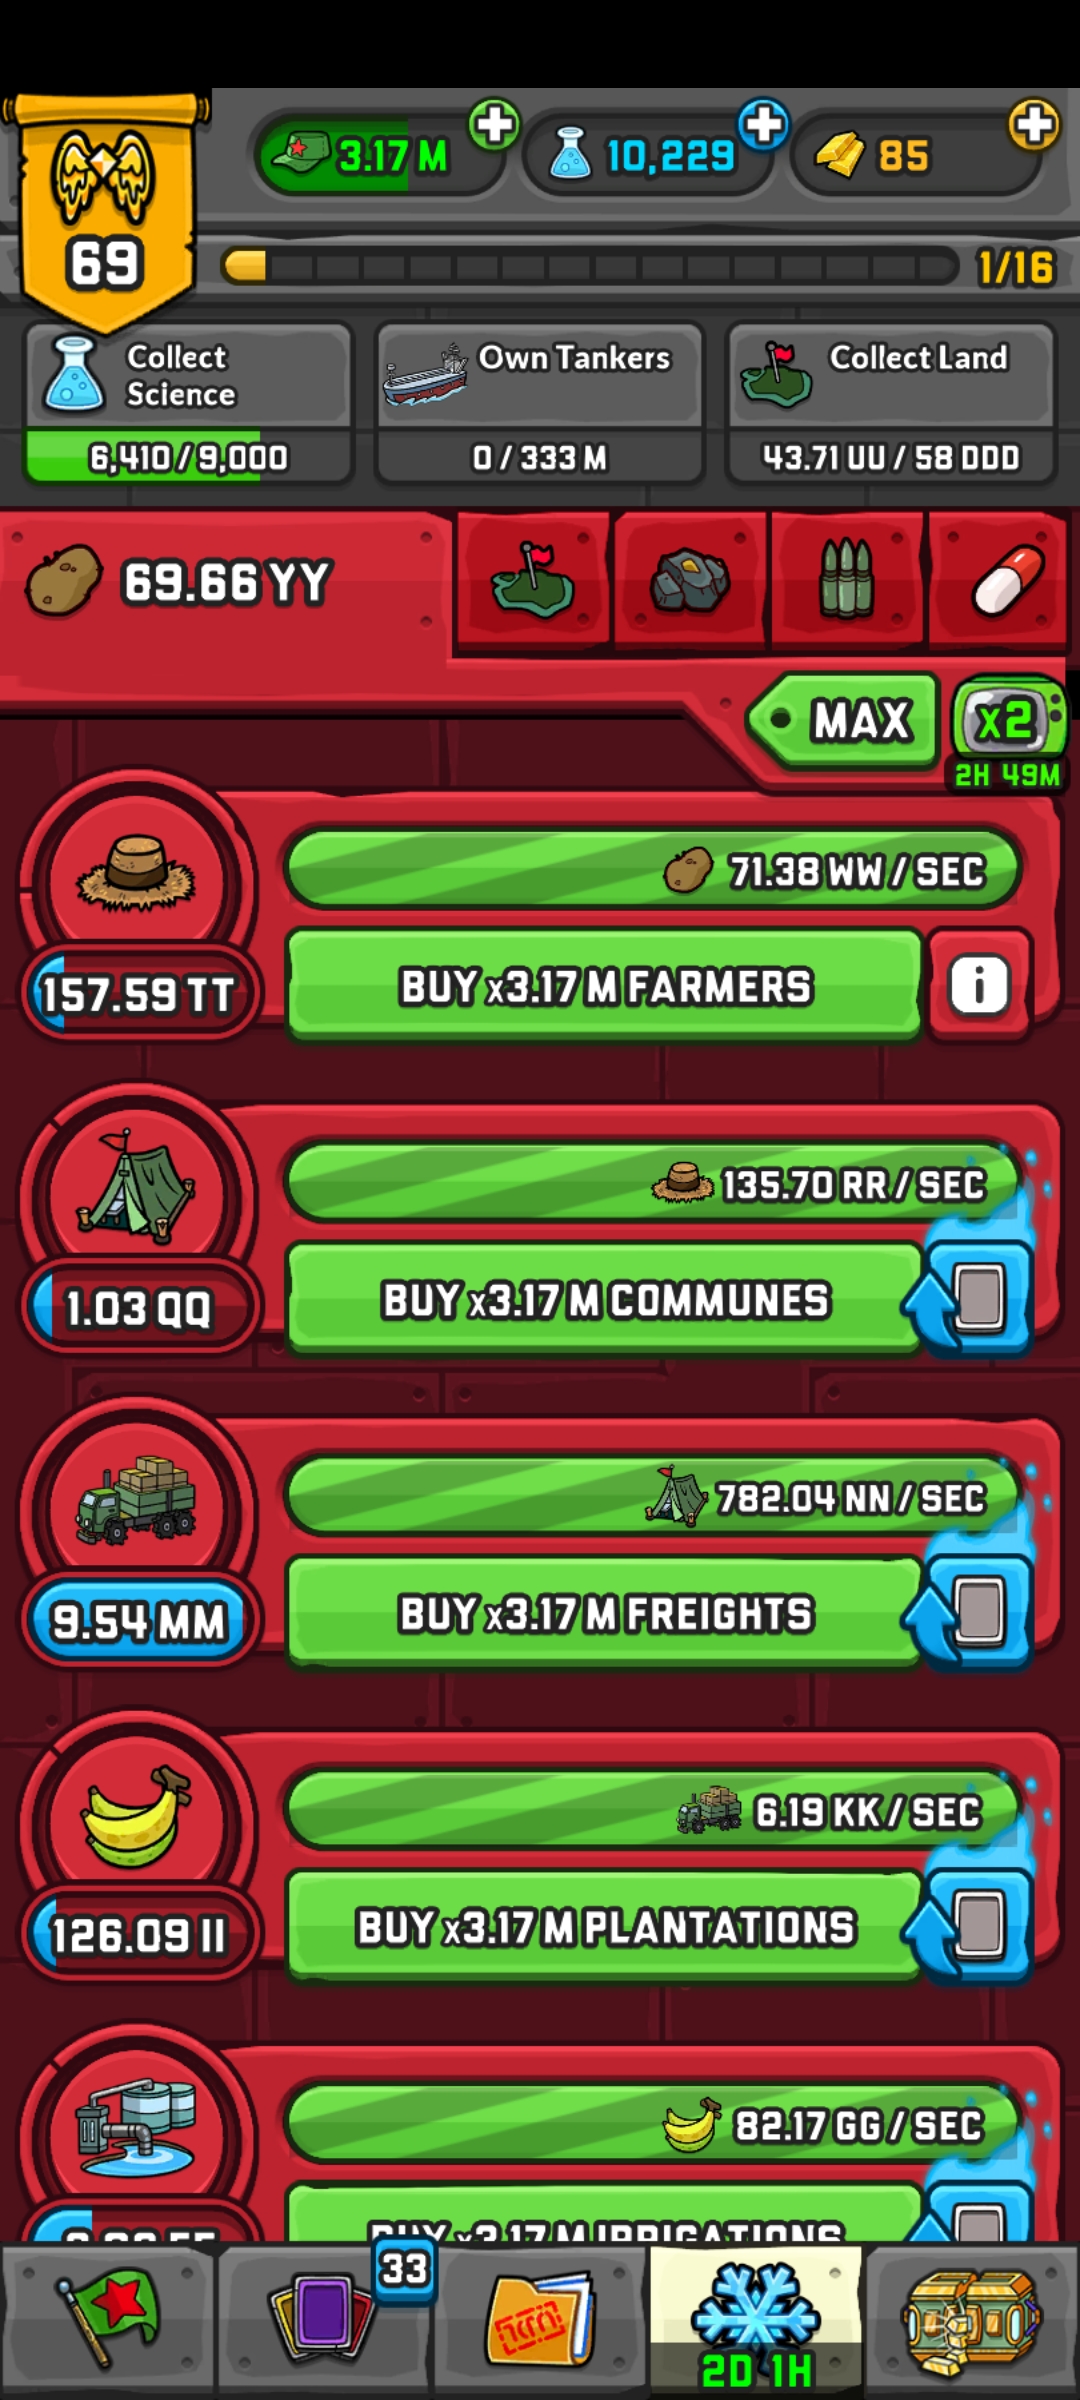 3.17 M
10,229
85
69
1/16
Collect
Science
6,410/9,000
Own Tankers
0/333 M
Collect Land
43.71 UU/58 DDD
69.66 YY
MAX
x2
2H 49M
71.38 WW/SEC
157.59 TT
BUY x3.17 M FARMERS
i
135.70 RR/SEC
1.03 QQ
BUY x3.17 M COMMUNES
782.04 NN/SEC
9.54 MM
BUY x3.17 M FREIGHTS
6.19 KK/SEC
126.09 II
BUY x3.17 M PLANTATIONS
82.17 GG/SEC
BUY x3.17 M IRRIGATIONS
33
2D 1H